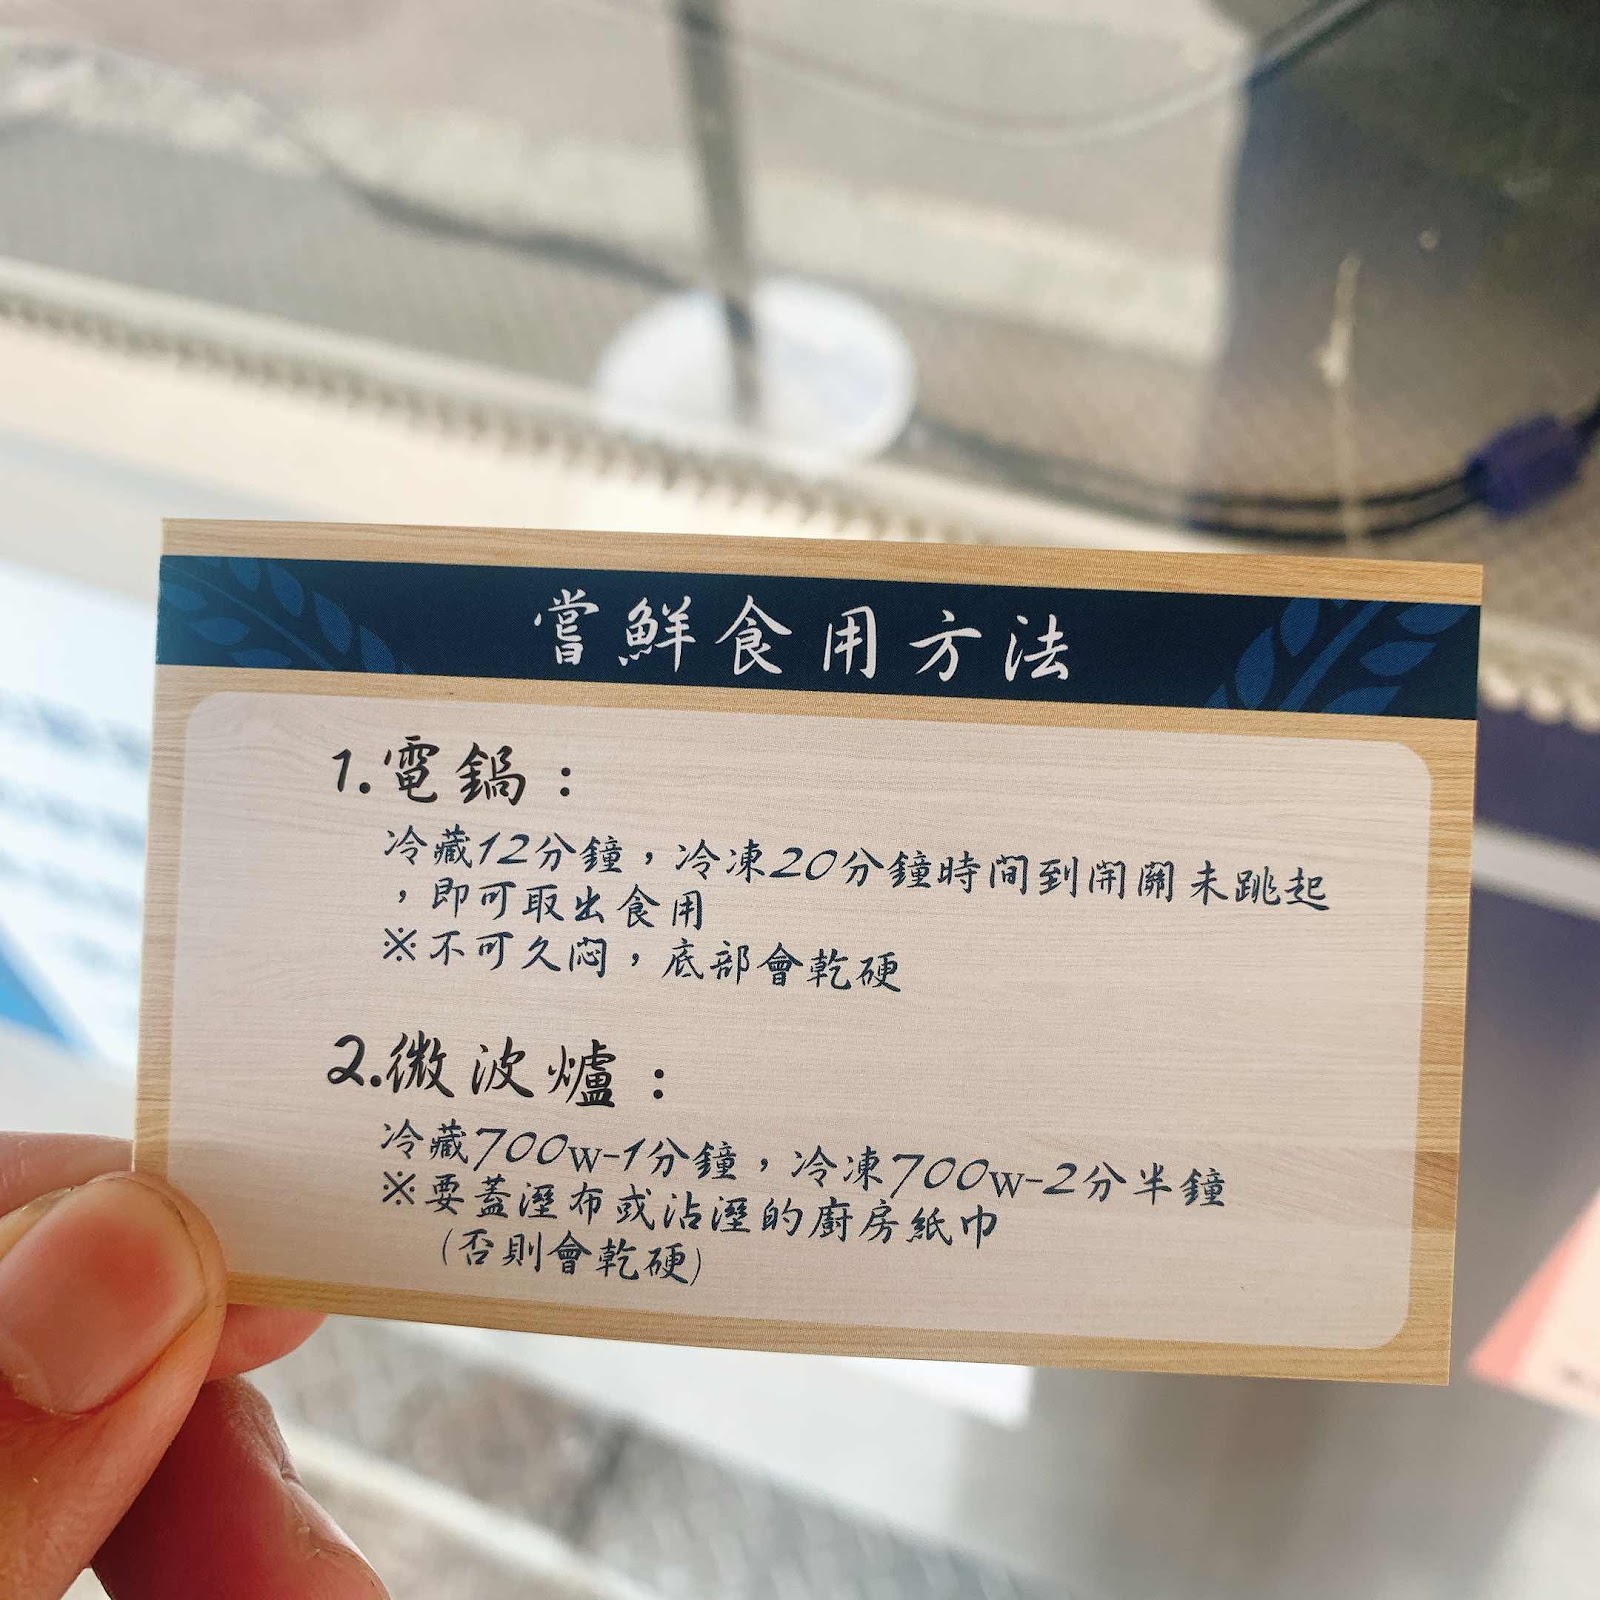 嘗鮮食用方法
1.電鍋：
冷藏12分鐘，冷凍20分鐘時間到開關未跳起
，即可取出食用
※不可久悶，底部會乾硬
2.微波爐：
冷藏700w-1分鐘，冷凍700w-2分半鐘
※要蓋溼布或沾溼的廚房紙巾
(否則會乾硬)